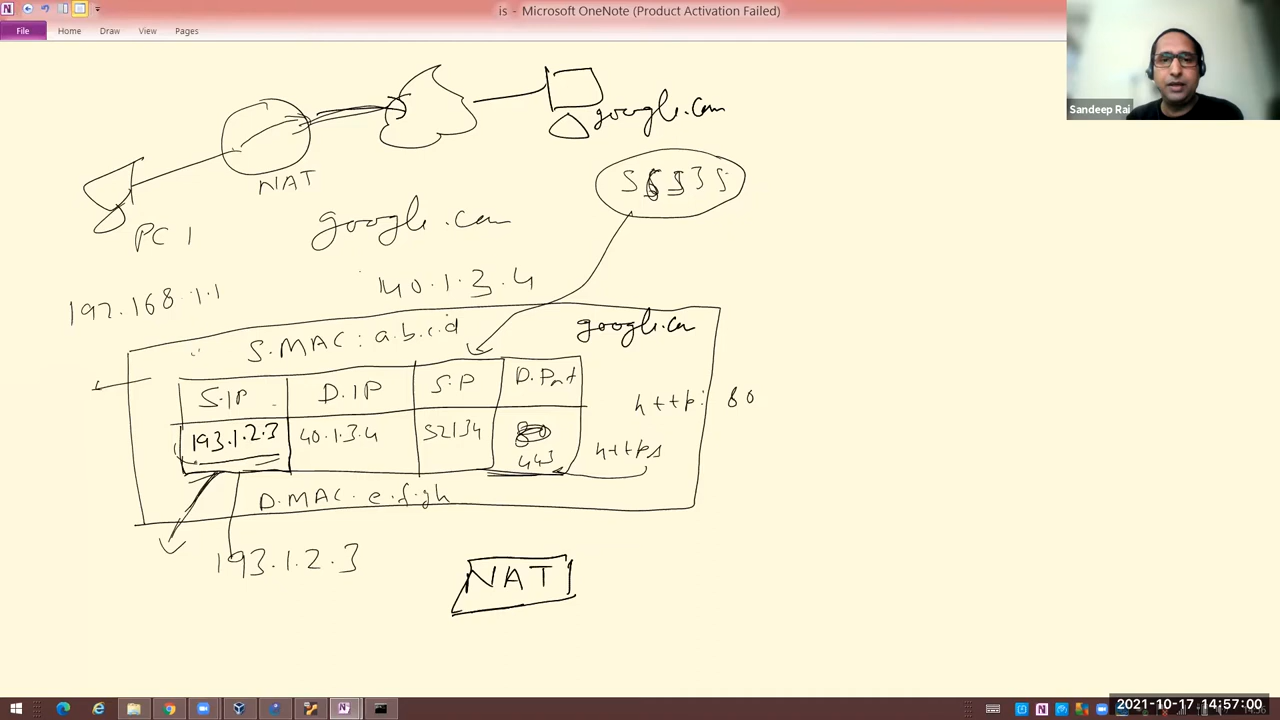 is - Microsoft OneNote (Product Activation Failed)
File Home Draw View Pages
Sandeep Rai
google.com
NAT
PC 1
google.com
192.168.1.1
140.1.3.4
S.MAC: a.b.c.d
google.com
S.IP D.IP S.P D.Port
http: 80
193.1.2.3 40.1.3.4 52134 80
443
https
D.MAC. e.f.gh
193.1.2.3
NAT
2021-10-17 14:57:00